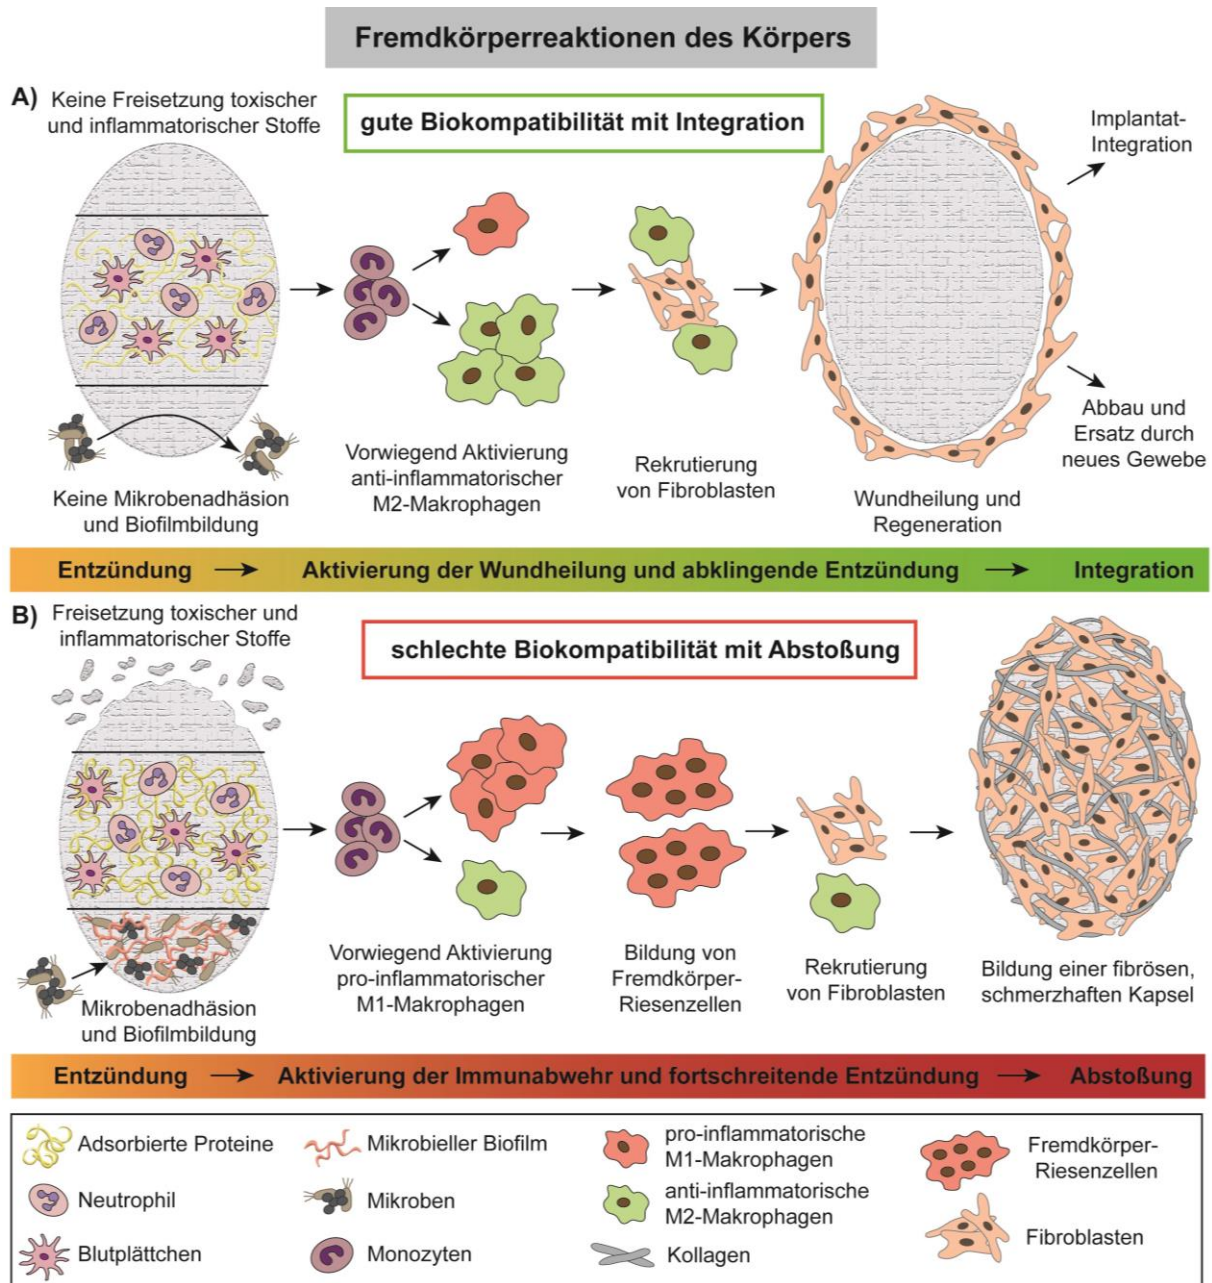 Fremdkörperreaktionen des Körpers
A) Keine Freisetzung toxischer
und inflammatorischer Stoffe
gute Biokompatibilität mit Integration
Implantat-
Integration
Abbau und
Ersatz durch
neues Gewebe
Keine Mikrobenadhäsion
und Biofilmbildung
Vorwiegend Aktivierung
anti-inflammatorischer
M2-Makrophagen
Rekrutierung
von Fibroblasten
Wundheilung und
Regeneration
Entzündung → Aktivierung der Wundheilung und abklingende Entzündung → Integration
B) Freisetzung toxischer und
inflammatorischer Stoffe
schlechte Biokompatibilität mit Abstoßung
Mikrobenadhäsion
und Biofilmbildung
Vorwiegend Aktivierung
pro-inflammatorischer
M1-Makrophagen
Bildung von
Fremdkörper-
Riesenzellen
Rekrutierung
von Fibroblasten
Bildung einer fibrösen,
schmerzhaften Kapsel
Entzündung → Aktivierung der Immunabwehr und fortschreitende Entzündung → Abstoßung
Adsorbierte Proteine
Neutrophil
Blutplättchen
Mikrobieller Biofilm
Mikroben
Monozyten
pro-inflammatorische
M1-Makrophagen
anti-inflammatorische
M2-Makrophagen
Kollagen
Fremdkörper-
Riesenzellen
Fibroblasten